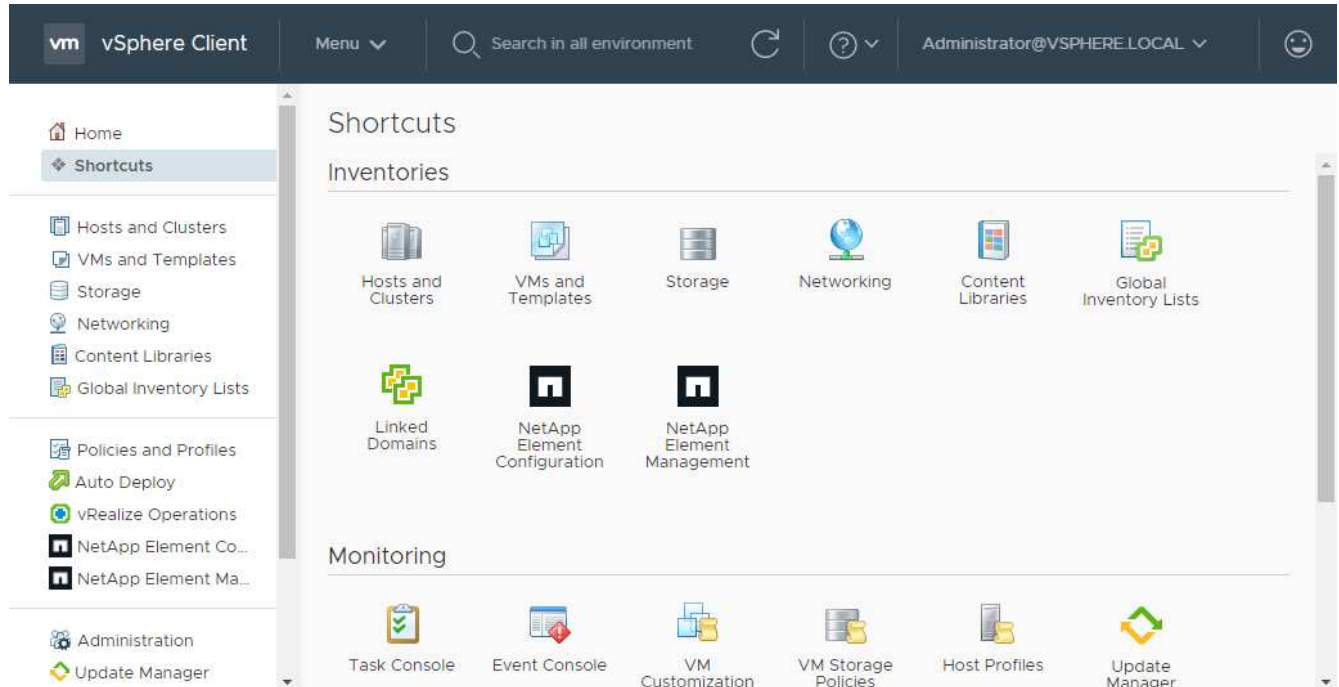 vm vSphere Client Menu Search in all environment Administrator@VSPHERE.LOCAL
Home
Shortcuts
Hosts and Clusters
VMs and Templates
Storage
Networking
Content Libraries
Global Inventory Lists
Policies and Profiles
Auto Deploy
vRealize Operations
NetApp Element Co...
NetApp Element Ma...
Administration
Update Manager
Shortcuts
Inventories
Hosts and
Clusters
VMs and
Templates
Storage
Networking
Content
Libraries
Global
Inventory Lists
Linked
Domains
NetApp
Element
Configuration
NetApp
Element
Management
Monitoring
Task Console
Event Console
VM
Customization
VM Storage
Policies
Host Profiles
Update
Manager